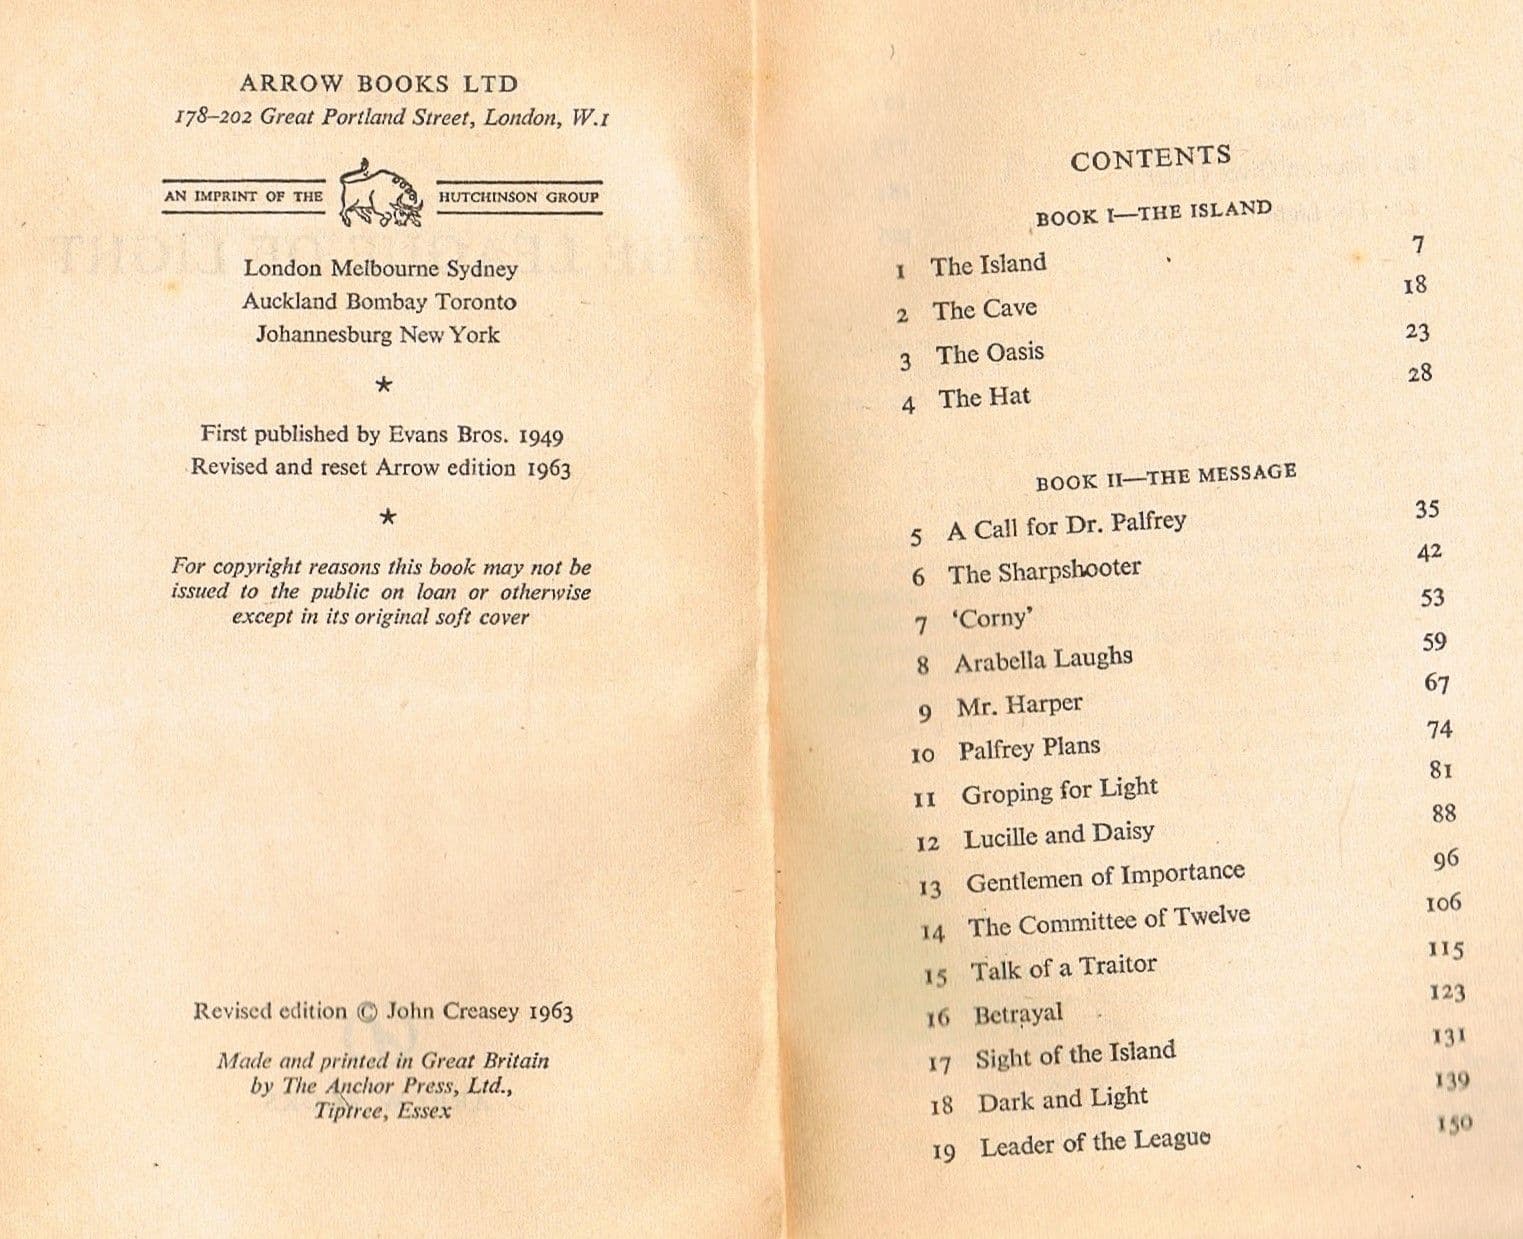 ARROW BOOKS LTD
178–202 Great Portland Street, London, W.1
AN IMPRINT OF THE HUTCHINSON GROUP
London Melbourne Sydney
Auckland Bombay Toronto
Johannesburg New York
*
First published by Evans Bros. 1949
Revised and reset Arrow edition 1963
*
For copyright reasons this book may not be
issued to the public on loan or otherwise
except in its original soft cover
Revised edition © John Creasey 1963
Made and printed in Great Britain
by The Anchor Press, Ltd.,
Tiptree, Essex
CONTENTS
BOOK I—THE ISLAND
1 The Island 7
2 The Cave 18
3 The Oasis 23
4 The Hat 28
BOOK II—THE MESSAGE
5 A Call for Dr. Palfrey 35
6 The Sharpshooter 42
7 ‘Corny’ 53
8 Arabella Laughs 59
9 Mr. Harper 67
10 Palfrey Plans 74
11 Groping for Light 81
12 Lucille and Daisy 88
13 Gentlemen of Importance 96
14 The Committee of Twelve 106
15 Talk of a Traitor 115
16 Betrayal 123
17 Sight of the Island 131
18 Dark and Light 139
19 Leader of the League 150